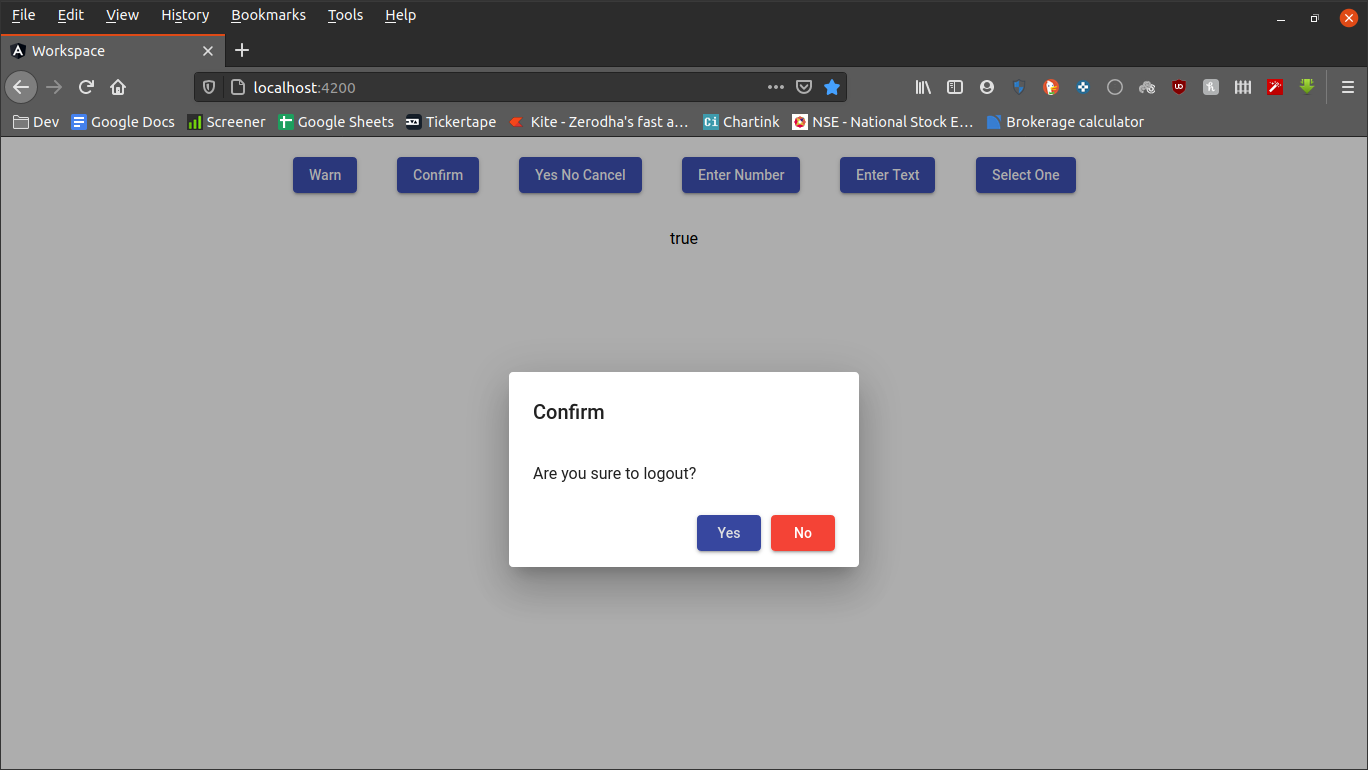 File Edit View History Bookmarks Tools Help
Workspace
localhost:4200
Dev Google Docs Screener Google Sheets Tickertape Kite - Zerodha's fast a... Ci Chartink NSE - National Stock E... Brokerage calculator
Warn Confirm Yes No Cancel Enter Number Enter Text Select One
true
Confirm
Are you sure to logout?
Yes No